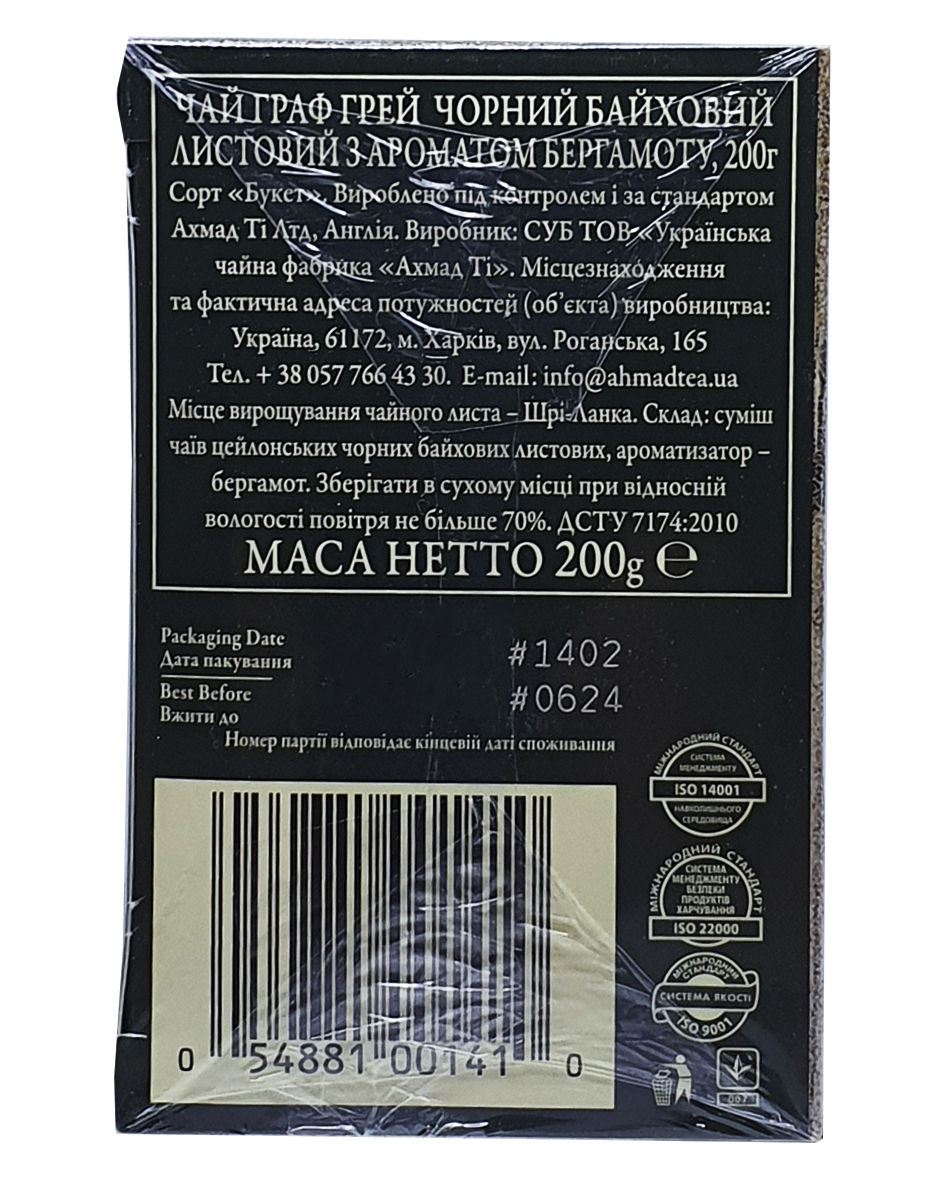 ЧАЙ ГРАФ ГРЕЙ ЧОРНИЙ БАЙХОВИЙ
ЛИСТОВИЙ З АРОМАТОМ БЕРГАМОТУ, 200г
Сорт «Букет». Вироблено під контролем і за стандартом
Ахмад Ті Лтд, Англія. Виробник: СУБ ТОВ «Українська
чайна фабрика «Ахмад Ті». Місцезнаходження
та фактична адреса потужностей (об’єкта) виробництва:
Україна, 61172, м. Харків, вул. Роганська, 165
Тел. + 38 057 766 43 30. E-mail: info@ahmadtea.ua
Місце вирощування чайного листа – Шрі-Ланка. Склад: суміш
чаїв цейлонських чорних байхових листових, ароматизатор –
бергамот. Зберігати в сухому місці при відносній
вологості повітря не більше 70%. ДСТУ 7174:2010
МАСА НЕТТО 200g ℮
Packaging Date
Дата пакування
#1402
Best Before
Вжити до
#0624
Номер партії відповідає кінцевій даті споживання
МІЖНАРОДНИЙ СТАНДАРТ
СИСТЕМА
МЕНЕДЖМЕНТУ
ISO 14001
НАВКОЛИШНЬОГО
СЕРЕДОВИЩА
МІЖНАРОДНИЙ СТАНДАРТ
СИСТЕМА
МЕНЕДЖМЕНТУ
БЕЗПЕКИ
ПРОДУКТІВ
ХАРЧУВАННЯ
ISO 22000
МІЖНАРОДНИЙ
СТАНДАРТ
СИСТЕМА ЯКОСТІ
ISO 9001
0 54881 00141 0
007